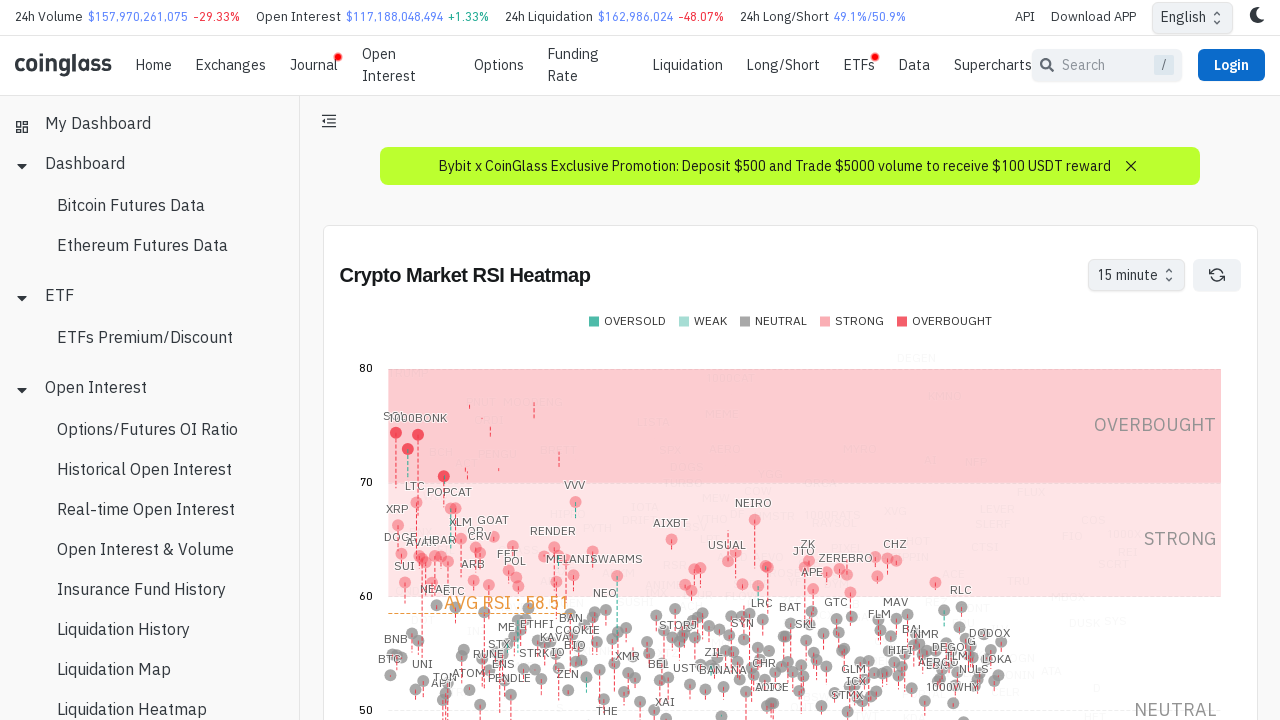 24h Volume $157,970,261,075 -29.33% Open Interest $117,188,048,494 +1.33% 24h Liquidation $162,986,024 -48.07% 24h Long/Short 49.1%/50.9% API Download APP English
coinglass Home Exchanges Journal Open Interest Options Funding Rate Liquidation Long/Short ETFs Data Supercharts Search / Login
My Dashboard
Dashboard
Bitcoin Futures Data
Ethereum Futures Data
ETF
ETFs Premium/Discount
Open Interest
Options/Futures OI Ratio
Historical Open Interest
Real-time Open Interest
Open Interest & Volume
Insurance Fund History
Liquidation History
Liquidation Map
Liquidation Heatmap
Bybit x CoinGlass Exclusive Promotion: Deposit $500 and Trade $5000 volume to receive $100 USDT reward
Crypto Market RSI Heatmap
15 minute
OVERSOLD WEAK NEUTRAL STRONG OVERBOUGHT
80
OVERBOUGHT
1000BONK
70
LTC POPCAT VVV
XRP XLM GOAT AIXBT NEIRO
DOGE HBAR CRV RENDER USUAL ZK CHZ
SUI ARB FET POL MELANIA SWARMS JTO ZEREBRO
STRONG
APE
60
NEAR ETC NEO LRC BAT GTC MAV RLC
AVG RSI : 58.51
BNB ETHFI BAN COOKIE STORJ SYN SKL FLM NMR DODOX
BTC UNI STX KAVA BIO XMR BEL ZIL CHR HIFI LOKA
RUNE ENS STRK ZEN BANANA GLM AERGO NULS
TON ATOM PENDLE XAI ALICE ICX STMX 1000WHY
THE
50
NEUTRAL